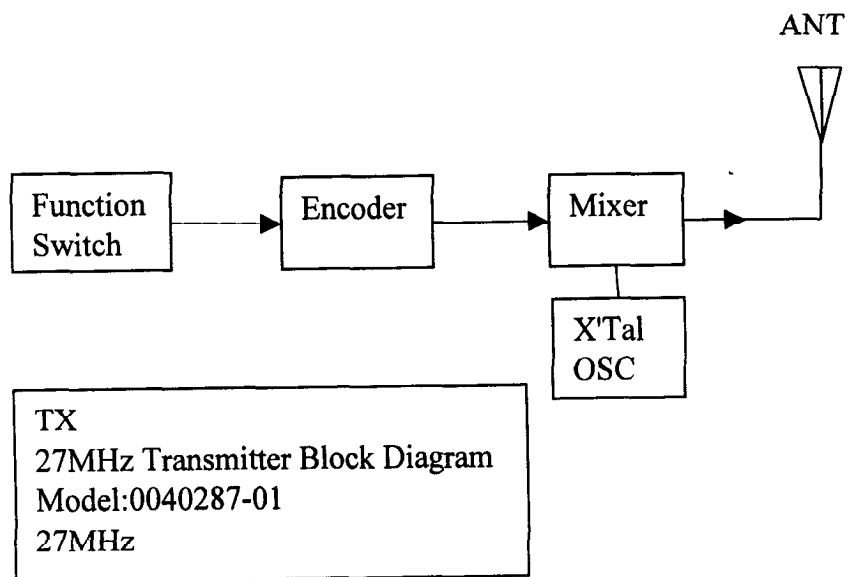 ANT
Function
Switch
Encoder
Mixer
X'Tal
OSC
TX
27MHz Transmitter Block Diagram
Model:0040287-01
27MHz